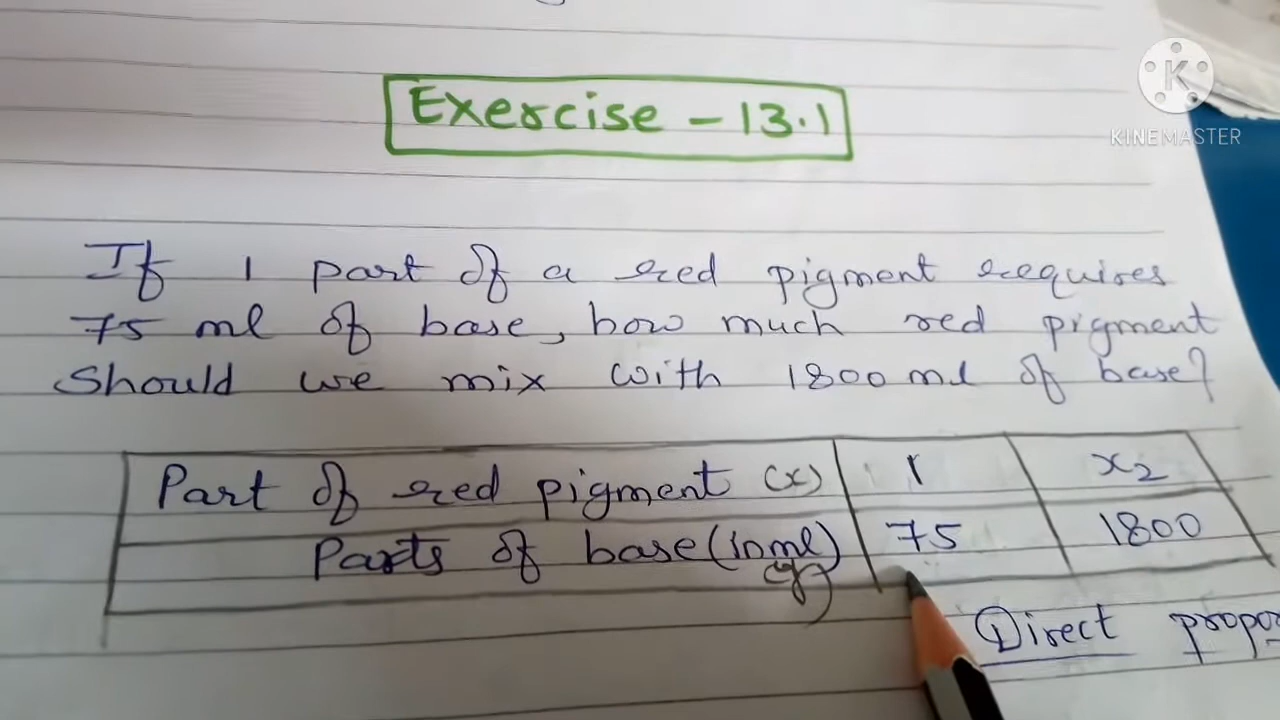 Exercise - 13.1
K
KINEMASTER
If 1 part of a red pigment requires
75 ml of base, how much red pigment
should we mix with 1800 ml of base?
Part of red pigment (x) 1 x2
Parts of base (in ml) 75 1800
(y)
Direct propor